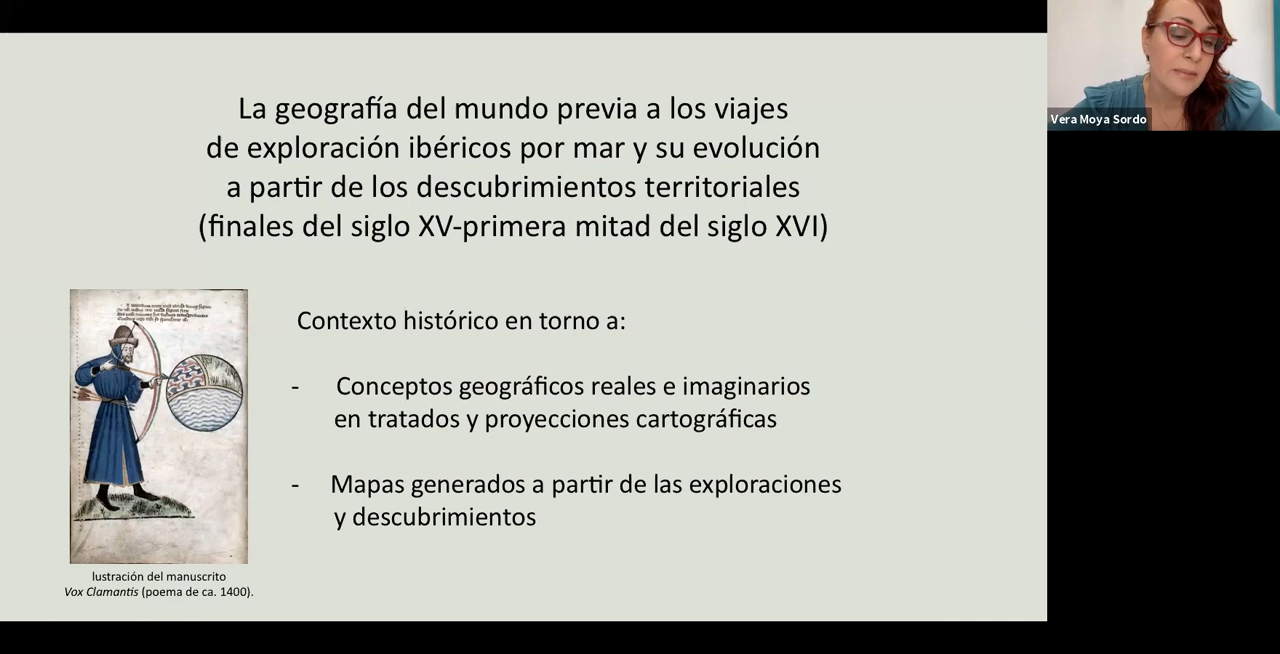 La geografía del mundo previa a los viajes
de exploración ibéricos por mar y su evolución
a partir de los descubrimientos territoriales
(finales del siglo XV-primera mitad del siglo XVI)
Contexto histórico en torno a:
- Conceptos geográficos reales e imaginarios
en tratados y proyecciones cartográficas
- Mapas generados a partir de las exploraciones
y descubrimientos
lustración del manuscrito
Vox Clamantis (poema de ca. 1400).
Vera Moya Sordo